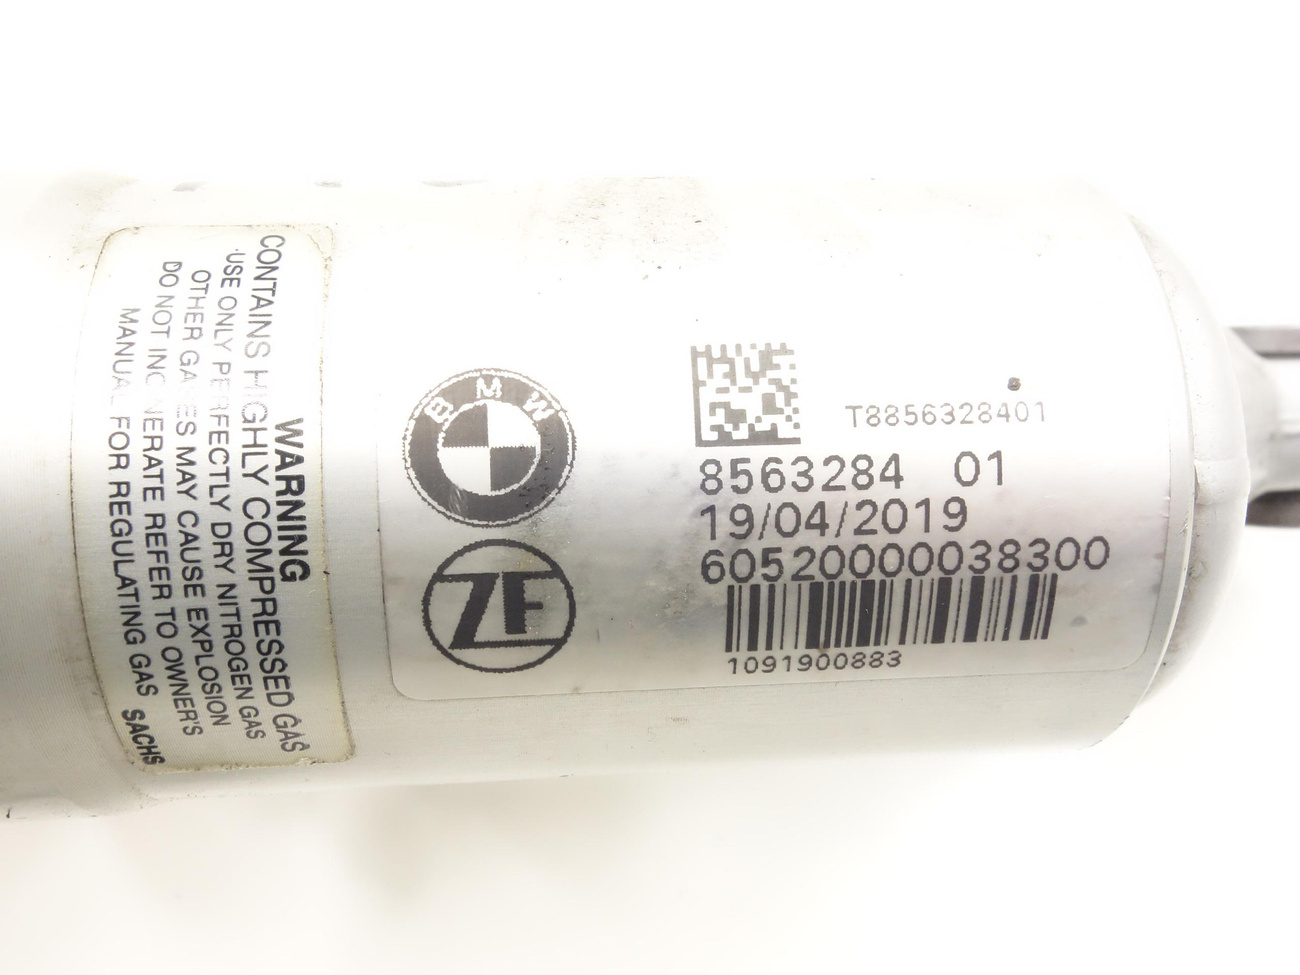 WARNING
CONTAINS HIGHLY COMPRESSED GAS
USE ONLY PERFECTLY DRY NITROGEN GAS
OTHER GASES MAY CAUSE EXPLOSION
DO NOT INCINERATE REFER TO OWNER'S
MANUAL FOR REGULATING GAS SACHS
BMW
ZF
T8856328401
8563284 01
19/04/2019
60520000038300
1091900883